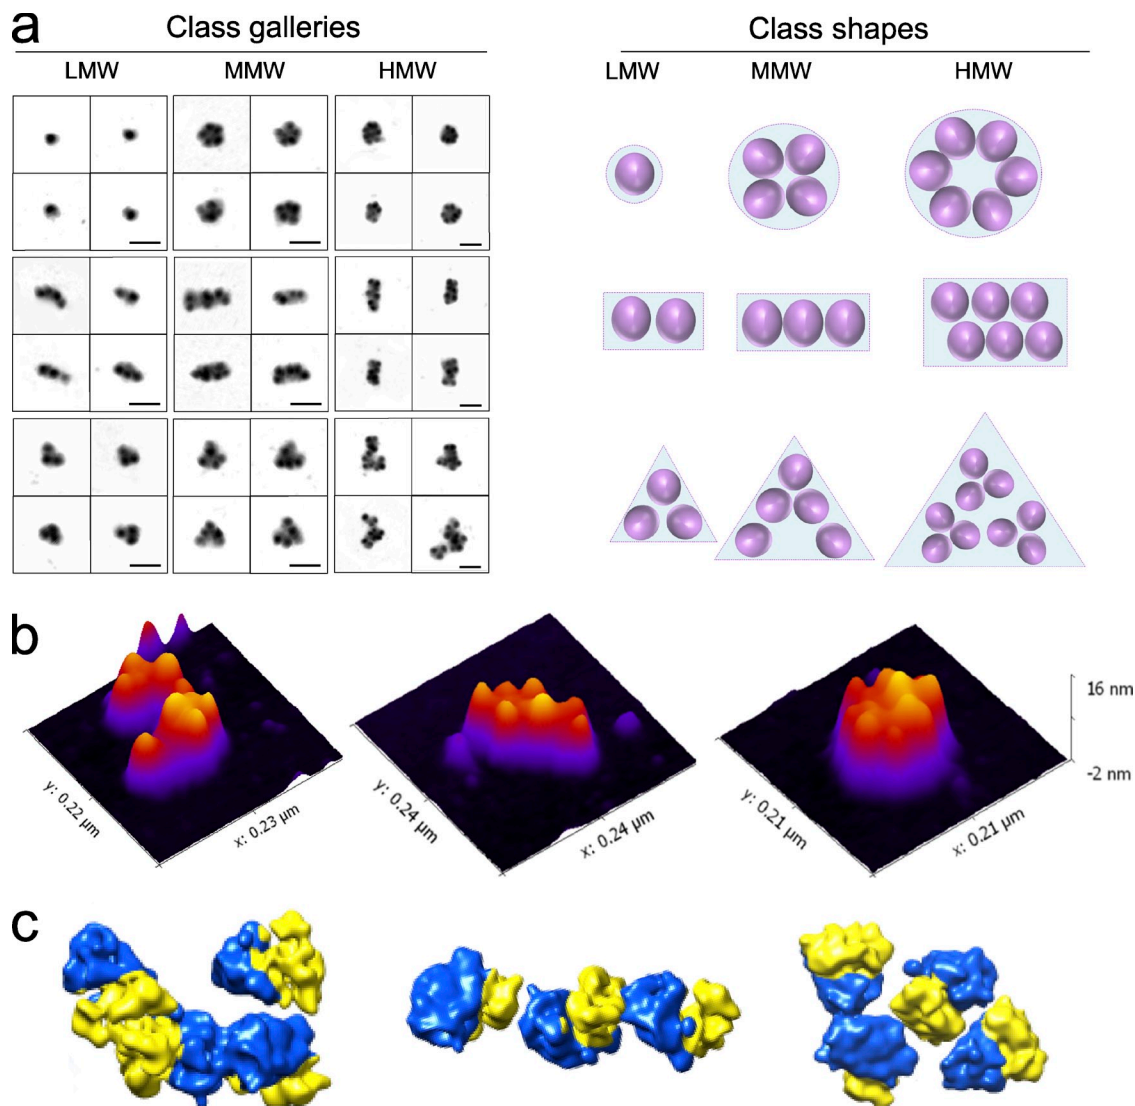 a
Class galleries
Class shapes
LMW MMW HMW
LMW MMW HMW
b
16 nm
-2 nm
y: 0.22 µm
x: 0.23 µm
y: 0.24 µm
x: 0.24 µm
y: 0.21 µm
x: 0.21 µm
c